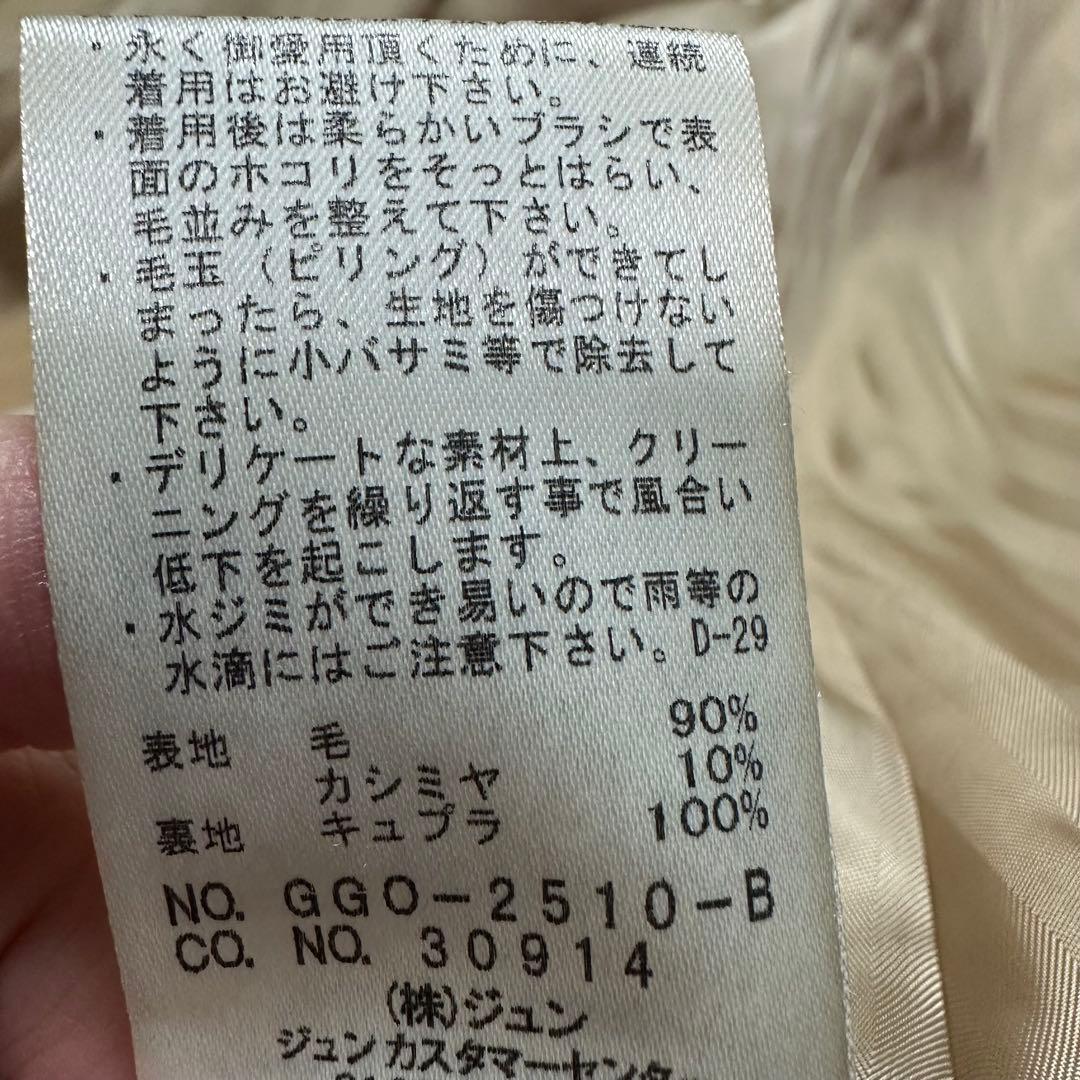 ・永く御愛用頂くために、連続
着用はお避け下さい。
・着用後は柔らかいブラシで表
面のホコリをそっとはらい、
毛並みを整えて下さい。
・毛玉(ピリング)ができてし
まったら、生地を傷つけない
ように小バサミ等で除去して
下さい。
・デリケートな素材上、クリー
ニングを繰り返す事で風合い
低下を起こします。
・水ジミができ易いので雨等の
水滴にはご注意下さい。D-29
表地 毛 90%
カシミヤ 10%
裏地 キュプラ 100%
NO. GGO-2510-B
CO. NO. 30914
(株)ジュン
ジュンカスタマーセンター